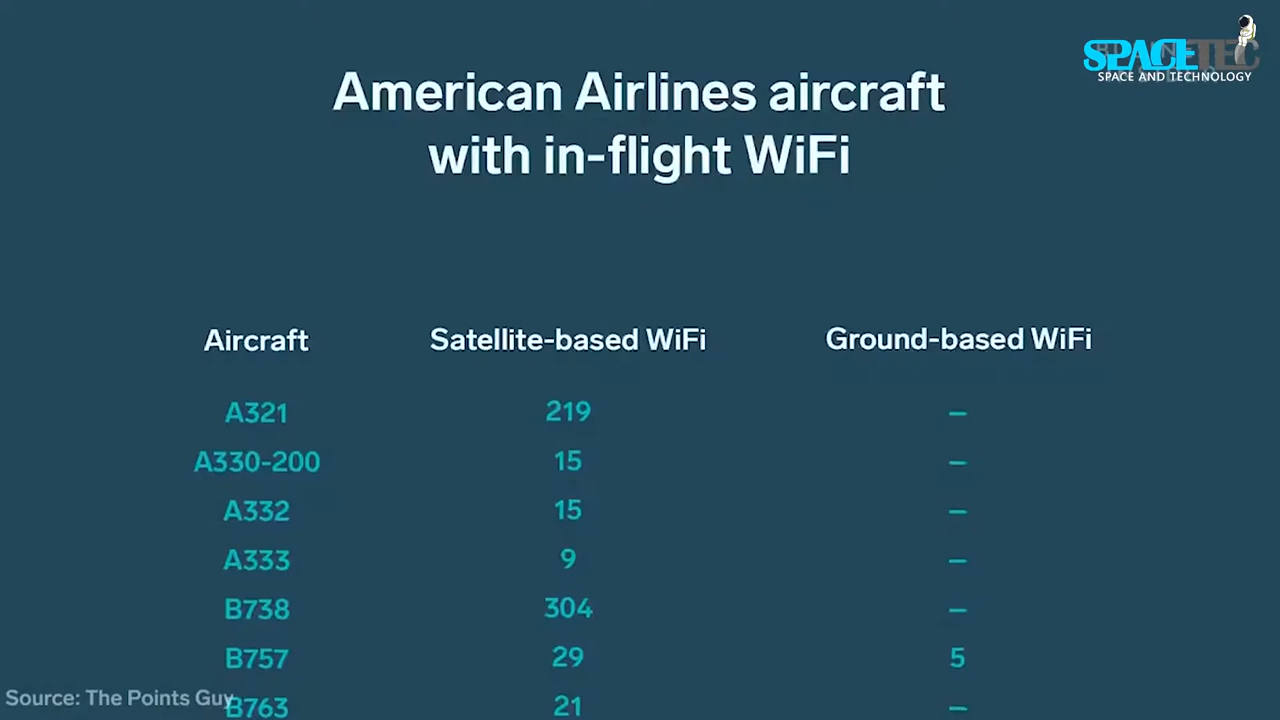 SPACETEC
SPACE AND TECHNOLOGY
American Airlines aircraft
with in-flight WiFi
Aircraft Satellite-based WiFi Ground-based WiFi
A321 219 –
A330-200 15 –
A332 15 –
A333 9 –
B738 304 –
B757 29 5
B763 21 –
Source: The Points Guy